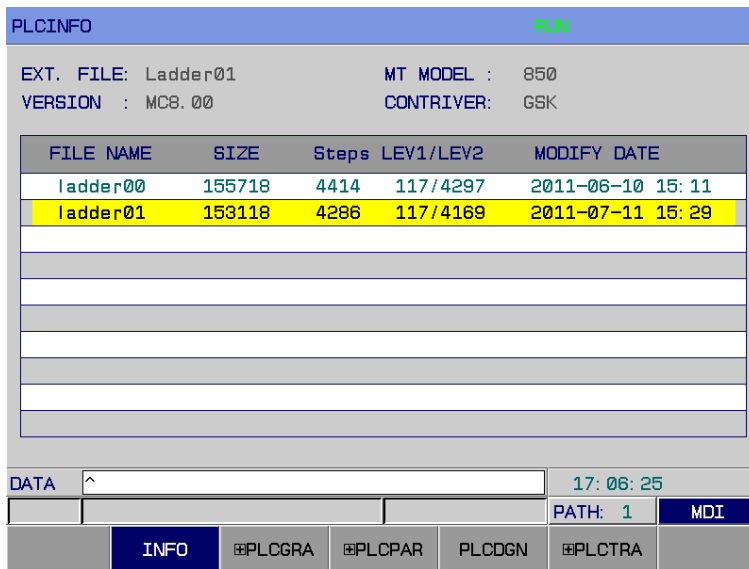 PLCINFO RUN
EXT. FILE: Ladder01 MT MODEL : 850
VERSION : MC8.00 CONTRIVER: GSK
FILE NAME SIZE Steps LEV1/LEV2 MODIFY DATE
ladder00 155718 4414 117/4297 2011-06-10 15:11
ladder01 153118 4286 117/4169 2011-07-11 15:29
DATA ^ 17:06:25
PATH: 1 MDI
INFO ⊞PLCGRA ⊞PLCPAR PLCDGN ⊞PLCTRA